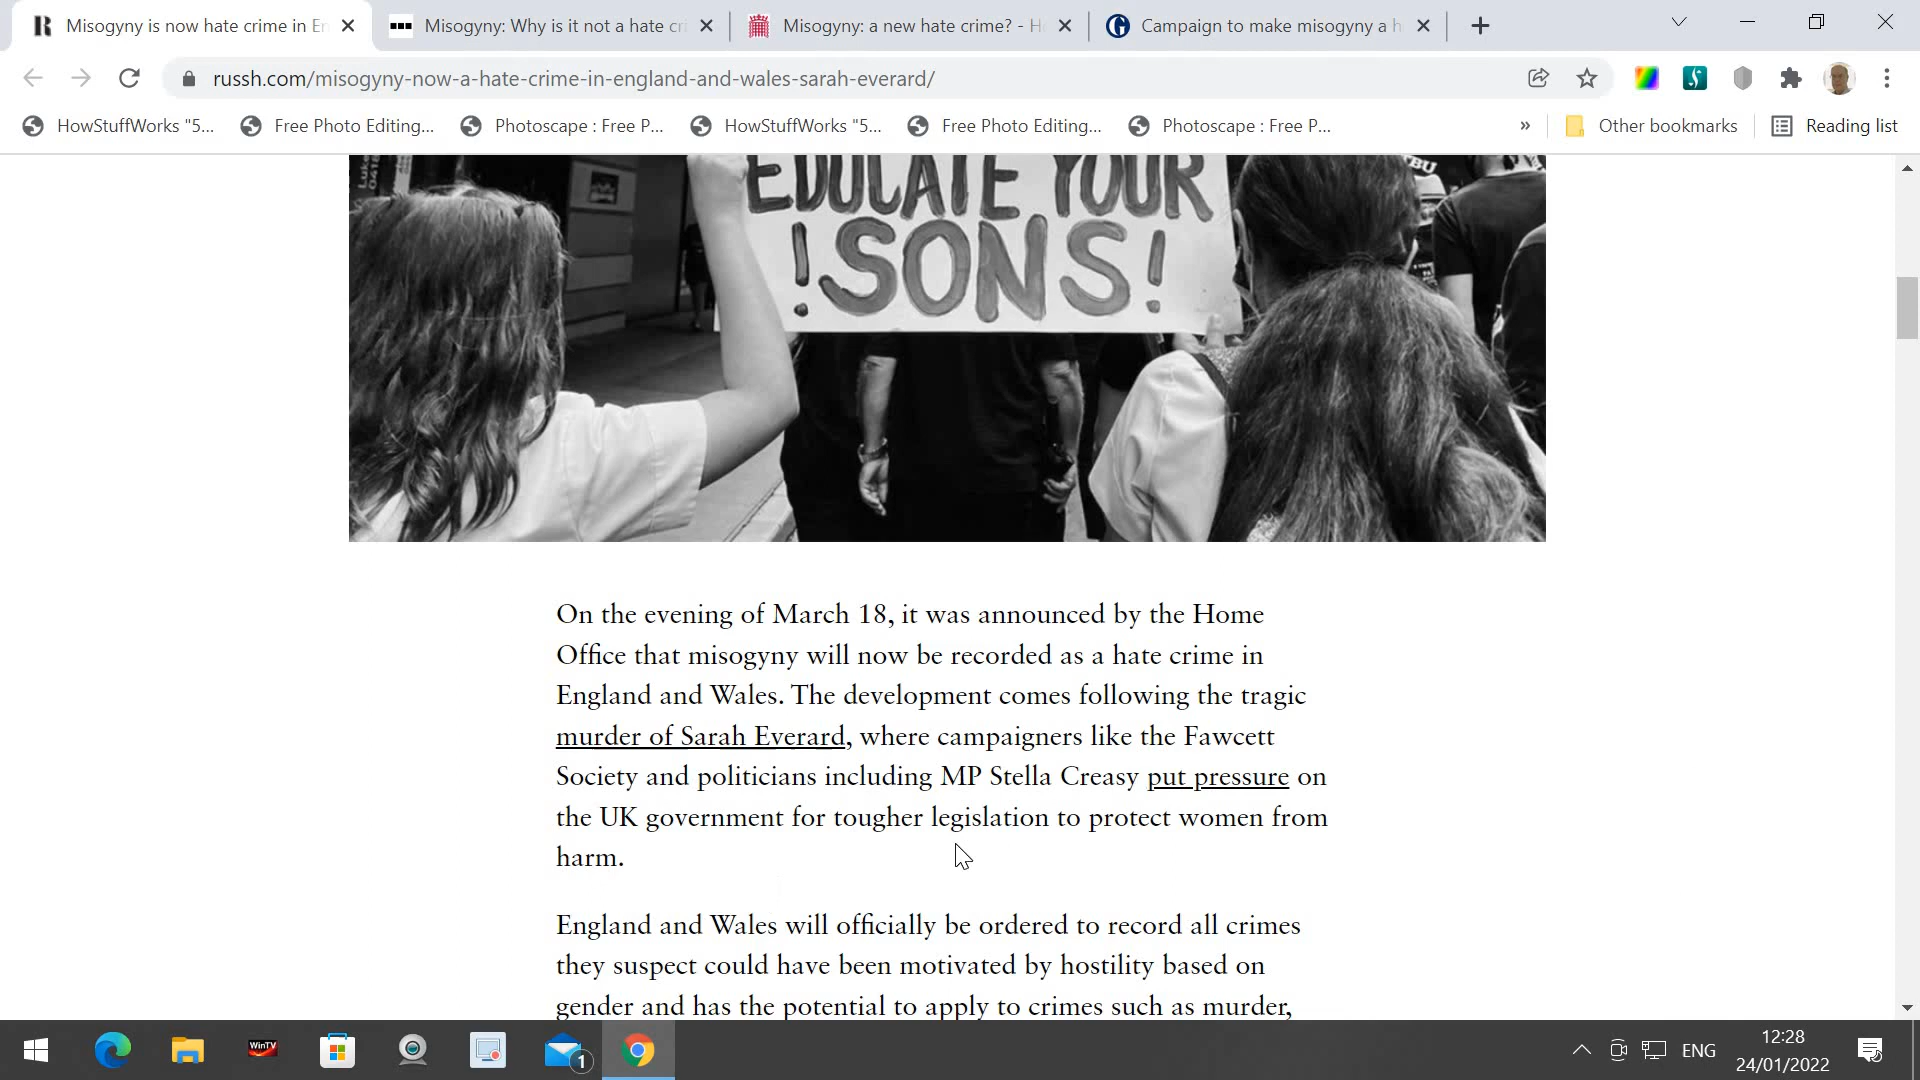 Misogyny is now hate crime in En
Misogyny: Why is it not a hate cri
Misogyny: a new hate crime? - Ho
Campaign to make misogyny a h
russh.com/misogyny-now-a-hate-crime-in-england-and-wales-sarah-everard/
HowStuffWorks "5...
Free Photo Editing...
Photoscape : Free P...
HowStuffWorks "5...
Free Photo Editing...
Photoscape : Free P...
»
Other bookmarks
Reading list
EDUCATE YOUR
!SONS!
On the evening of March 18, it was announced by the Home
Office that misogyny will now be recorded as a hate crime in
England and Wales. The development comes following the tragic
murder of Sarah Everard, where campaigners like the Fawcett
Society and politicians including MP Stella Creasy put pressure on
the UK government for tougher legislation to protect women from
harm.
England and Wales will officially be ordered to record all crimes
they suspect could have been motivated by hostility based on
gender and has the potential to apply to crimes such as murder,
WinTV
1
ENG
12:28
24/01/2022